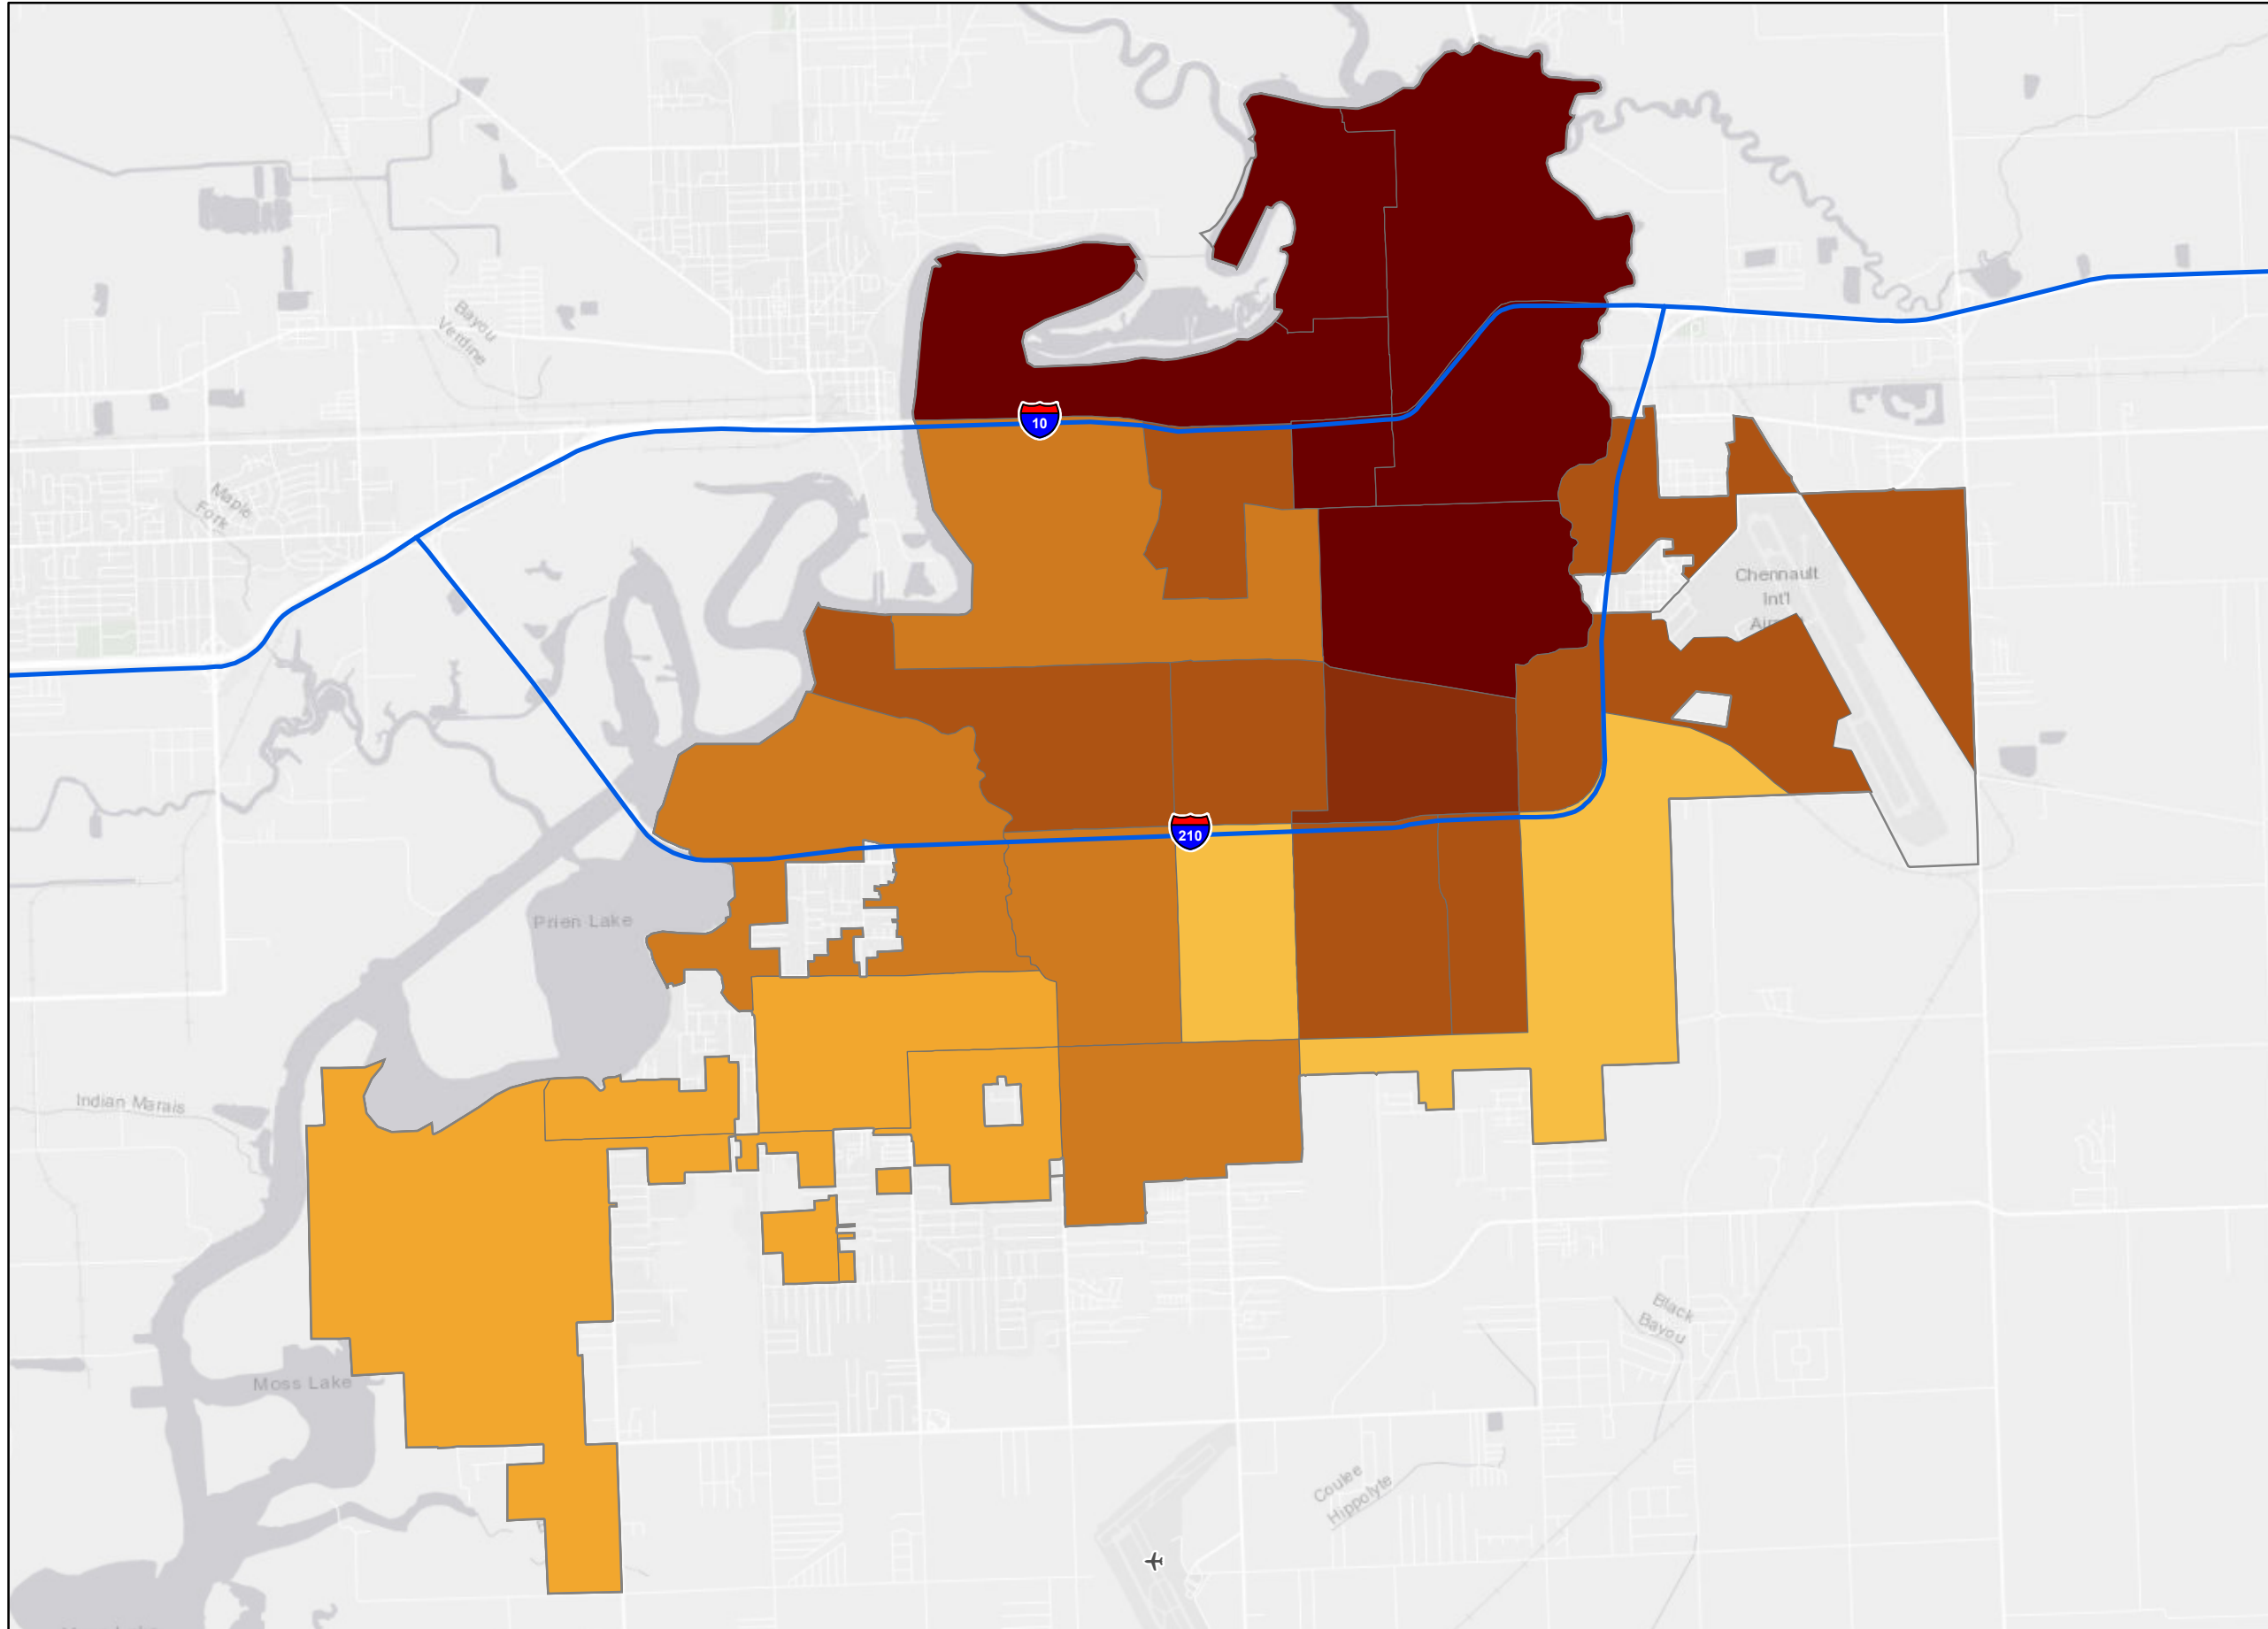 Bayou
Verdine
10
Maple
Fork
Chennault
Int'l
210
Prien Lake
Indian Marais
Black
Bayou
Moss Lake
Coulee
Hippolyte